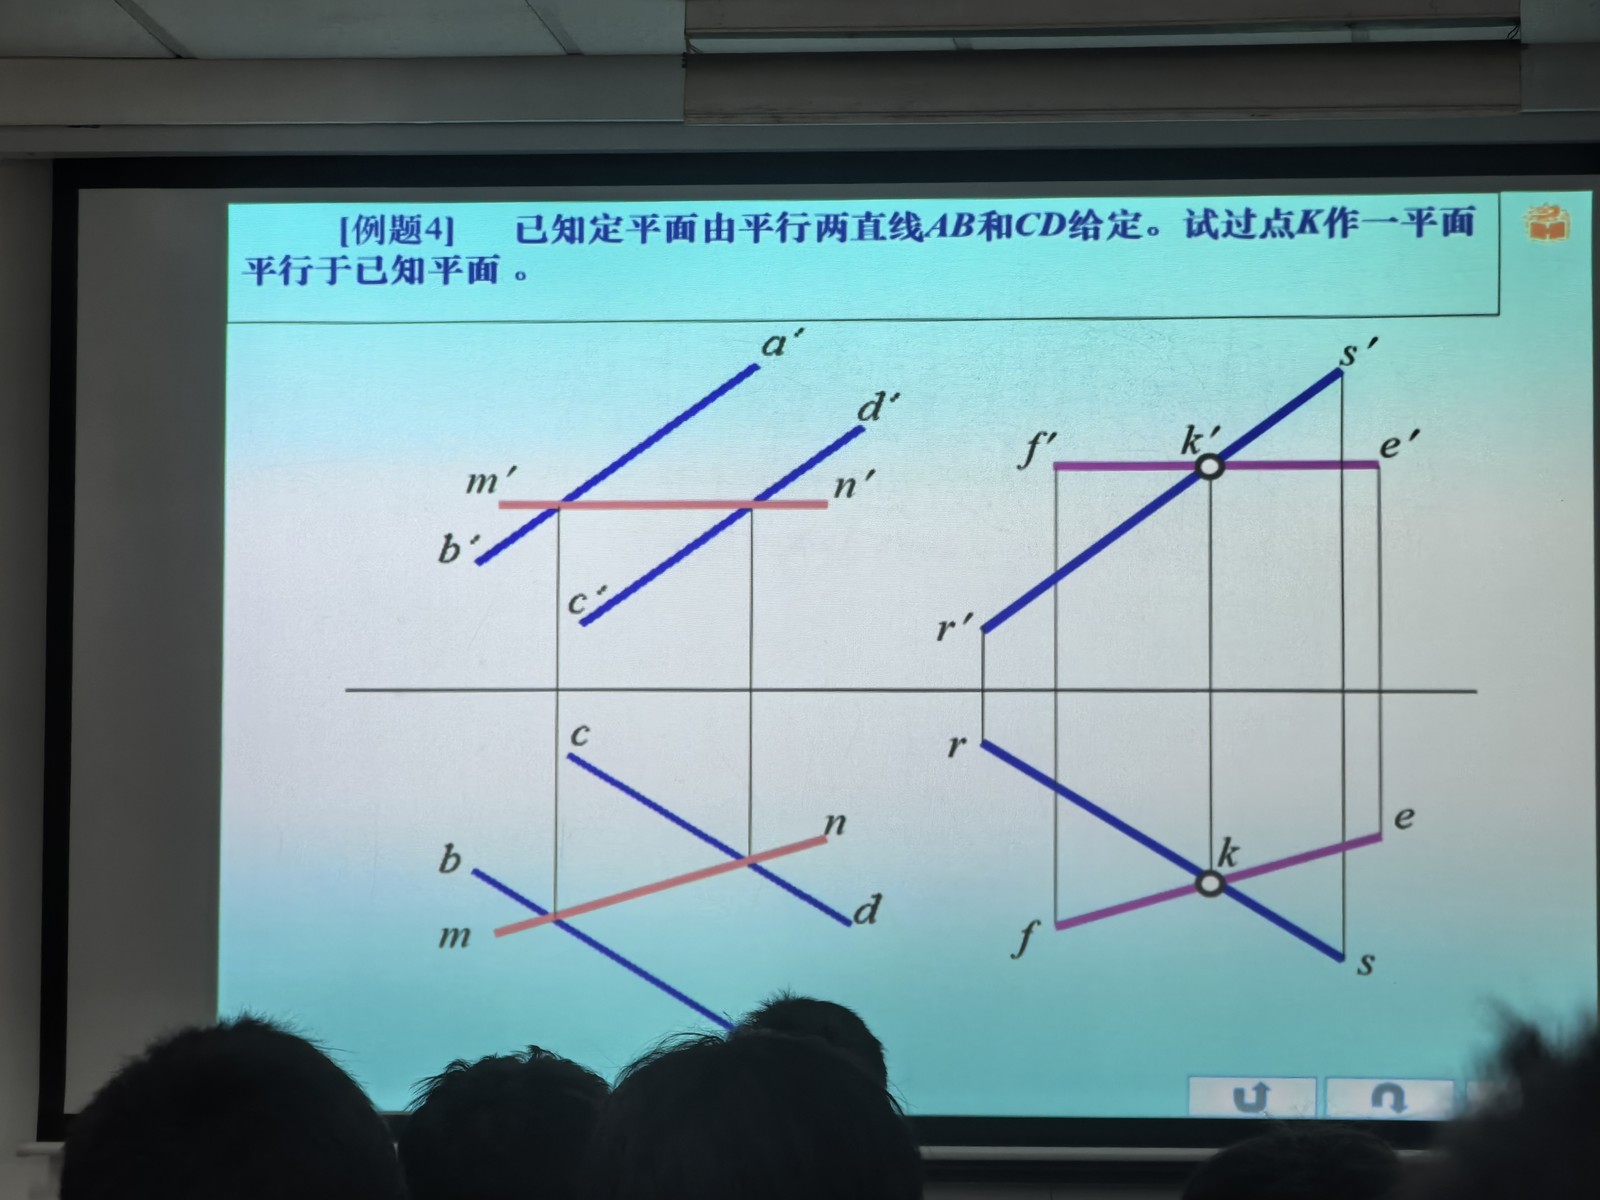 [例题4] 已知定平面由平行两直线AB和CD给定。试过点K作一平面
平行于已知平面 。
a′
s′
d′
f′
k′
e′
m′
n′
b′
c′
r′
c
r
n
e
b
k
d
m
f
s